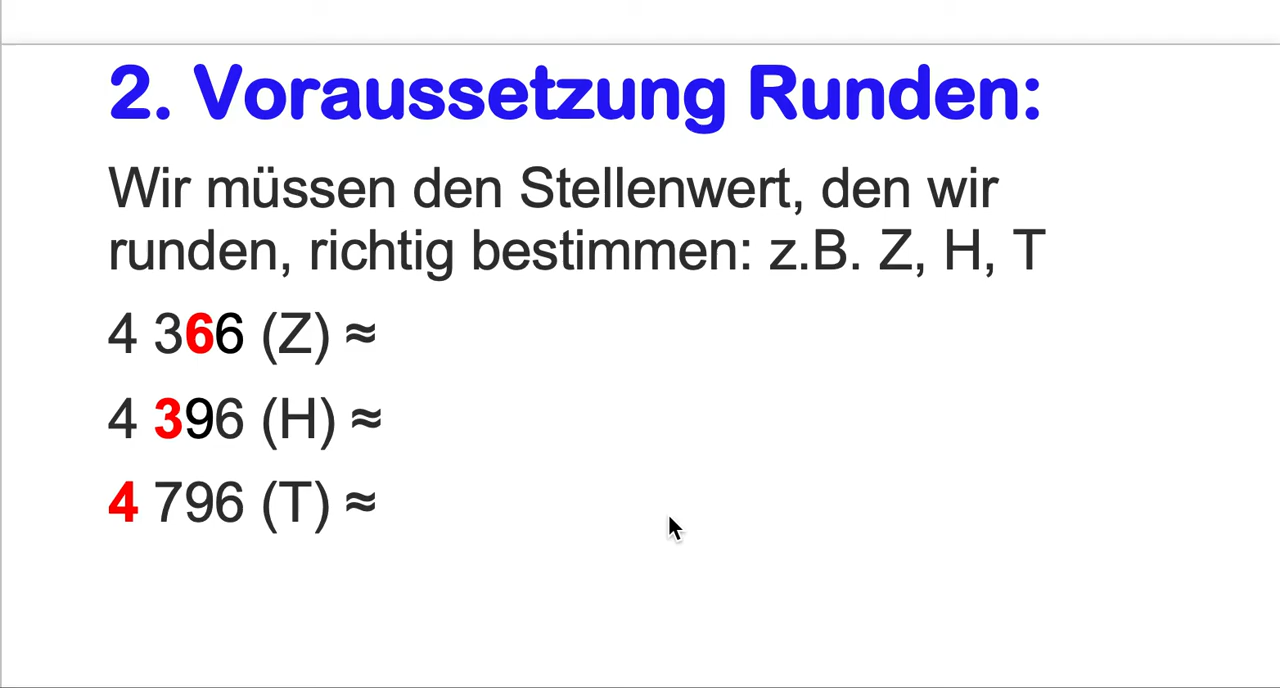 2. Voraussetzung Runden:
Wir müssen den Stellenwert, den wir
runden, richtig bestimmen: z.B. Z, H, T
4 366 (Z) ≈
4 396 (H) ≈
4 796 (T) ≈